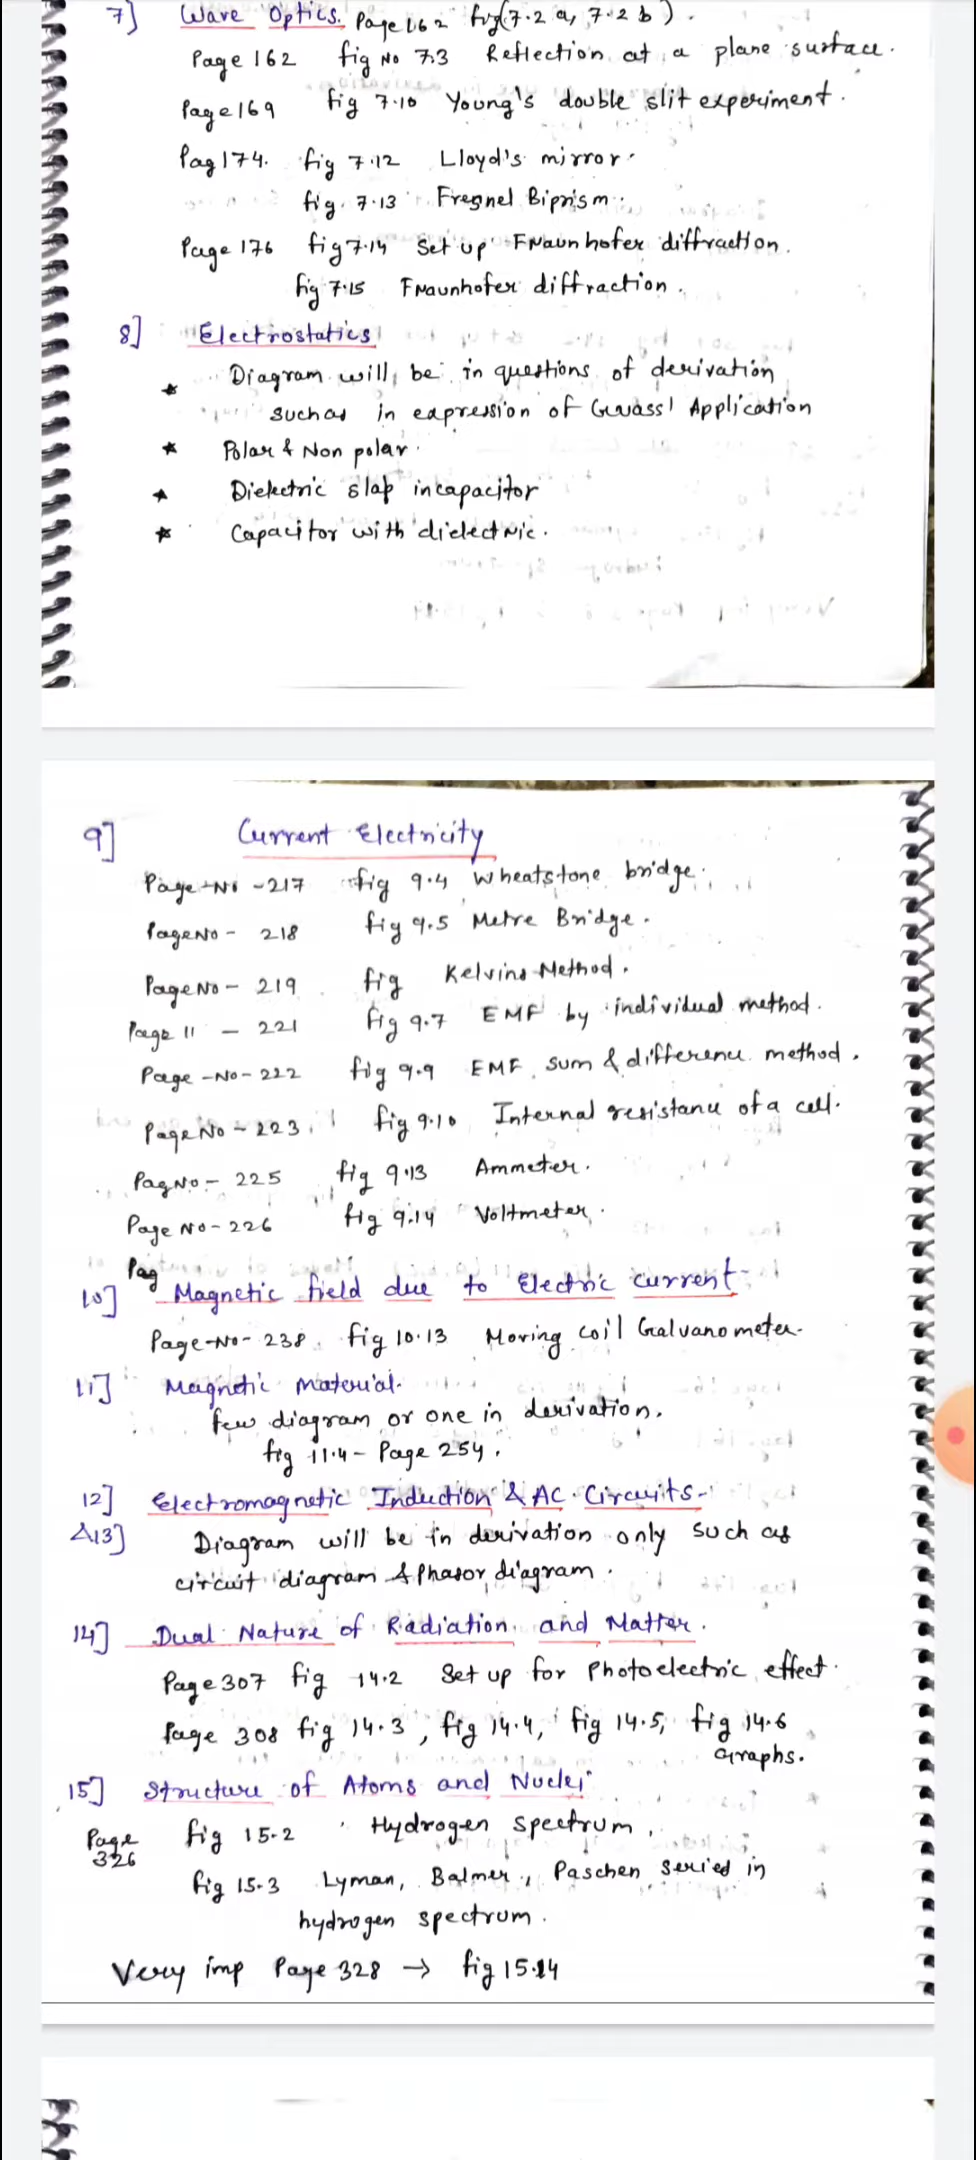 7] Wave Optics. Page 162 fig(7.2 a, 7.2 b).
Page 162 fig No 7.3 Reflection at a plane surface.
Page 169 fig 7.10 Young's double slit experiment.
Pag 174. fig 7.12 Lloyd's mirror.
fig. 7.13 Fresnel Biprism.
Page 176 fig 7.14 Set up Fraunhofer diffraction.
fig 7.15 Fraunhofer diffraction.
8] Electrostatics
★ Diagram will be in questions of derivation
such as in expression of Guass' Application
★ Polar & Non polar.
★ Dielectric slap in capacitor
★ Capacitor with dielectric.
9] Current Electricity
Page No - 217 fig 9.4 Wheatstone bridge.
Page No - 218 fig 9.5 Metre Bridge.
Page No - 219 fig Kelvins Method.
Page 11 - 221 fig 9.7 EMF by individual method.
Page -No- 222 fig 9.9 EMF sum & difference method.
Page No - 223 fig 9.10 Internal resistance of a cell.
Pag No - 225 fig 9.13 Ammeter.
Page No - 226 fig 9.14 Voltmeter.
Pag
10] Magnetic field due to Electric current
Page-No- 238. fig 10.13 Moving coil Galvanometer.
11] Magnetic material.
few diagram or one in derivation.
fig 11.4 - Page 254.
12] Electromagnetic Induction & AC Circuits
&13] Diagram will be in derivation only such as
circuit diagram & phasor diagram.
14] Dual Nature of Radiation and Matter.
Page 307 fig 14.2 Set up for Photoelectric effect.
Page 308 fig 14.3, fig 14.4, fig 14.5, fig 14.6
Graphs.
15] Structure of Atoms and Nuclei
Page 326 fig 15.2 Hydrogen spectrum,
fig 15.3 Lyman, Balmer, Paschen seried in
hydrogen spectrum.
Very imp Page 328 → fig